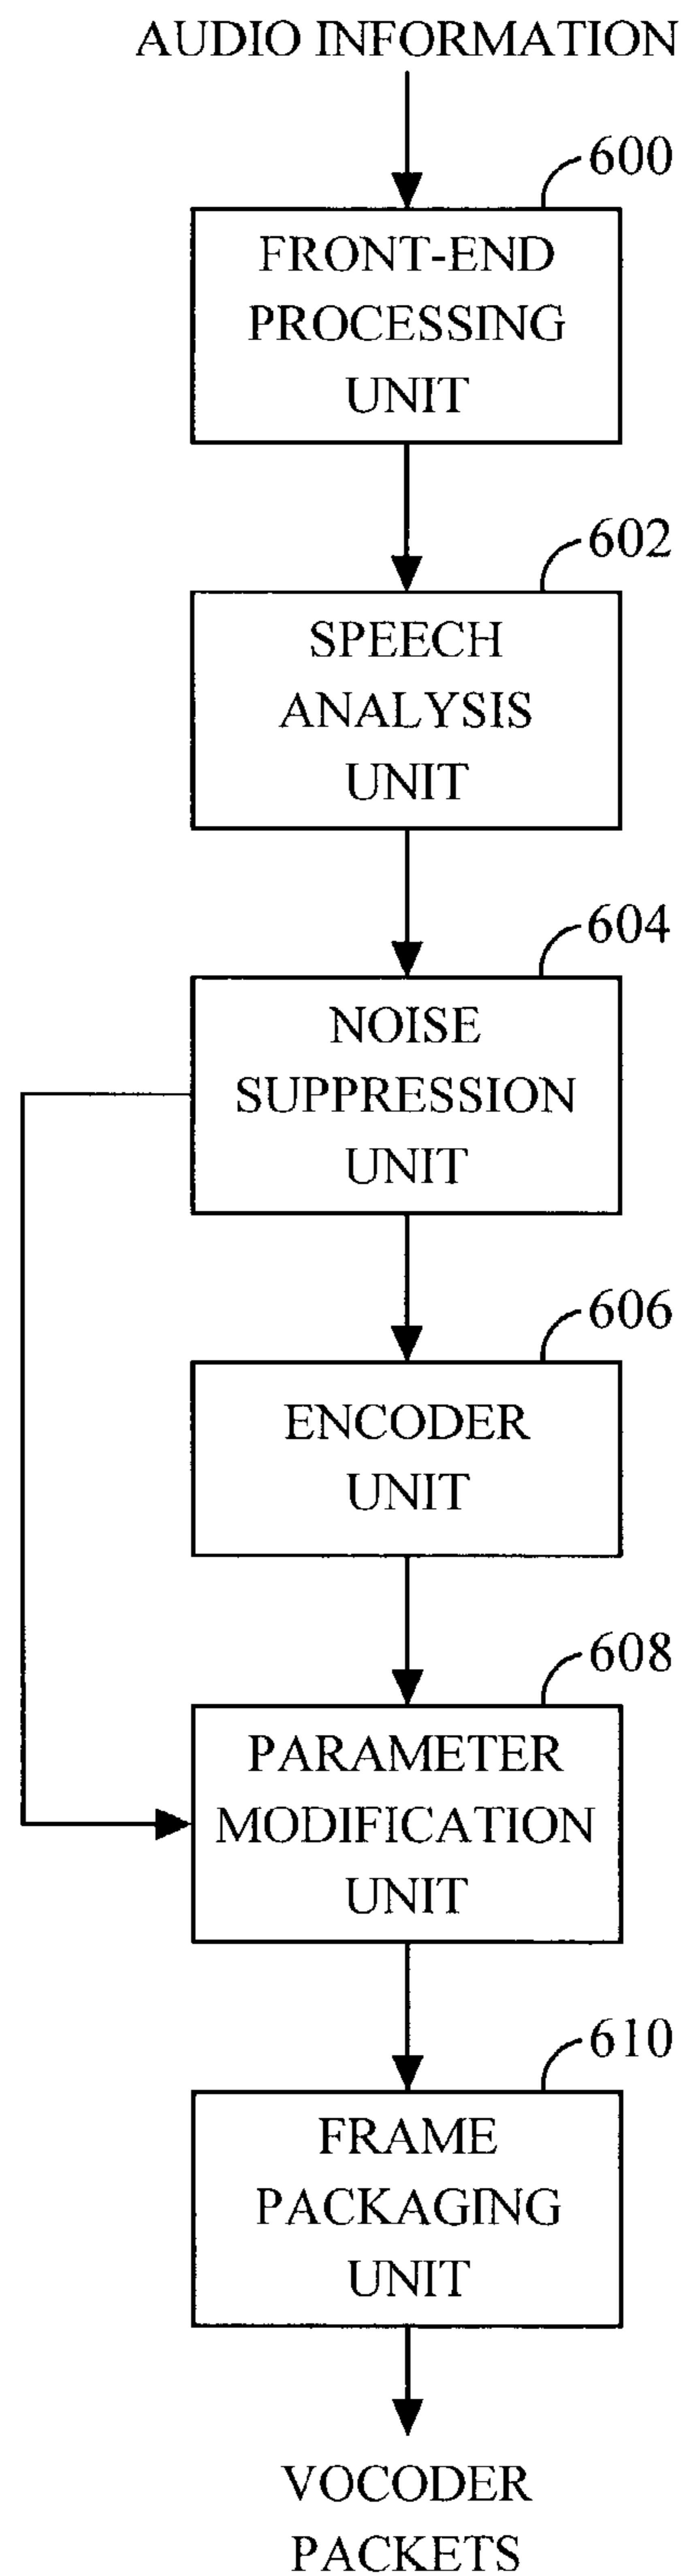 AUDIO INFORMATION
600
FRONT-END
PROCESSING
UNIT
602
SPEECH
ANALYSIS
UNIT
604
NOISE
SUPPRESSION
UNIT
606
ENCODER
UNIT
608
PARAMETER
MODIFICATION
UNIT
610
FRAME
PACKAGING
UNIT
VOCODER
PACKETS